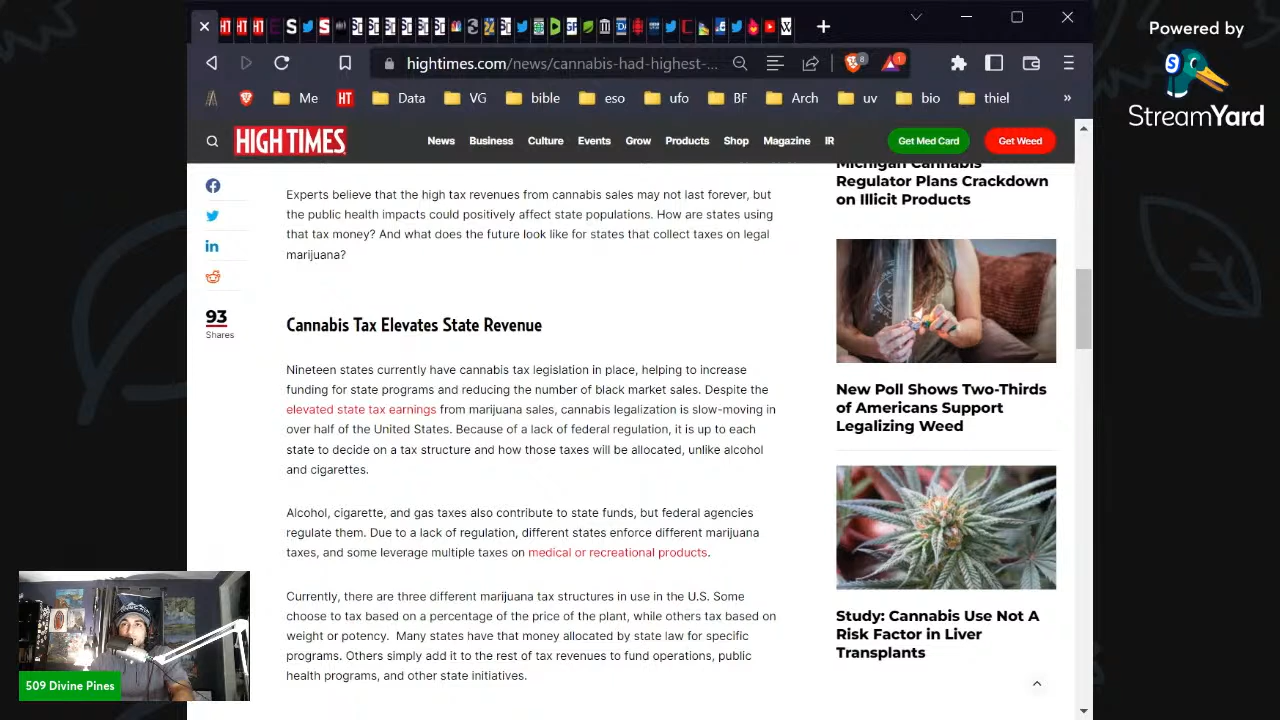 Powered by
S
StreamYard
hightimes.com/news/cannabis-had-highest-...
8
1
Me
HT
Data
VG
bible
eso
ufo
BF
Arch
uv
bio
thiel
»
HIGH TIMES
News
Business
Culture
Events
Grow
Products
Shop
Magazine
IR
Get Med Card
Get Weed
93
Shares
Experts believe that the high tax revenues from cannabis sales may not last forever, but
the public health impacts could positively affect state populations. How are states using
that tax money? And what does the future look like for states that collect taxes on legal
marijuana?
Cannabis Tax Elevates State Revenue
Nineteen states currently have cannabis tax legislation in place, helping to increase
funding for state programs and reducing the number of black market sales. Despite the
elevated state tax earnings from marijuana sales, cannabis legalization is slow-moving in
over half of the United States. Because of a lack of federal regulation, it is up to each
state to decide on a tax structure and how those taxes will be allocated, unlike alcohol
and cigarettes.
Alcohol, cigarette, and gas taxes also contribute to state funds, but federal agencies
regulate them. Due to a lack of regulation, different states enforce different marijuana
taxes, and some leverage multiple taxes on medical or recreational products.
Currently, there are three different marijuana tax structures in use in the U.S. Some
choose to tax based on a percentage of the price of the plant, while others tax based on
weight or potency. Many states have that money allocated by state law for specific
programs. Others simply add it to the rest of tax revenues to fund operations, public
health programs, and other state initiatives.
Michigan Cannabis
Regulator Plans Crackdown
on Illicit Products
New Poll Shows Two-Thirds
of Americans Support
Legalizing Weed
Study: Cannabis Use Not A
Risk Factor in Liver
Transplants
509 Divine Pines